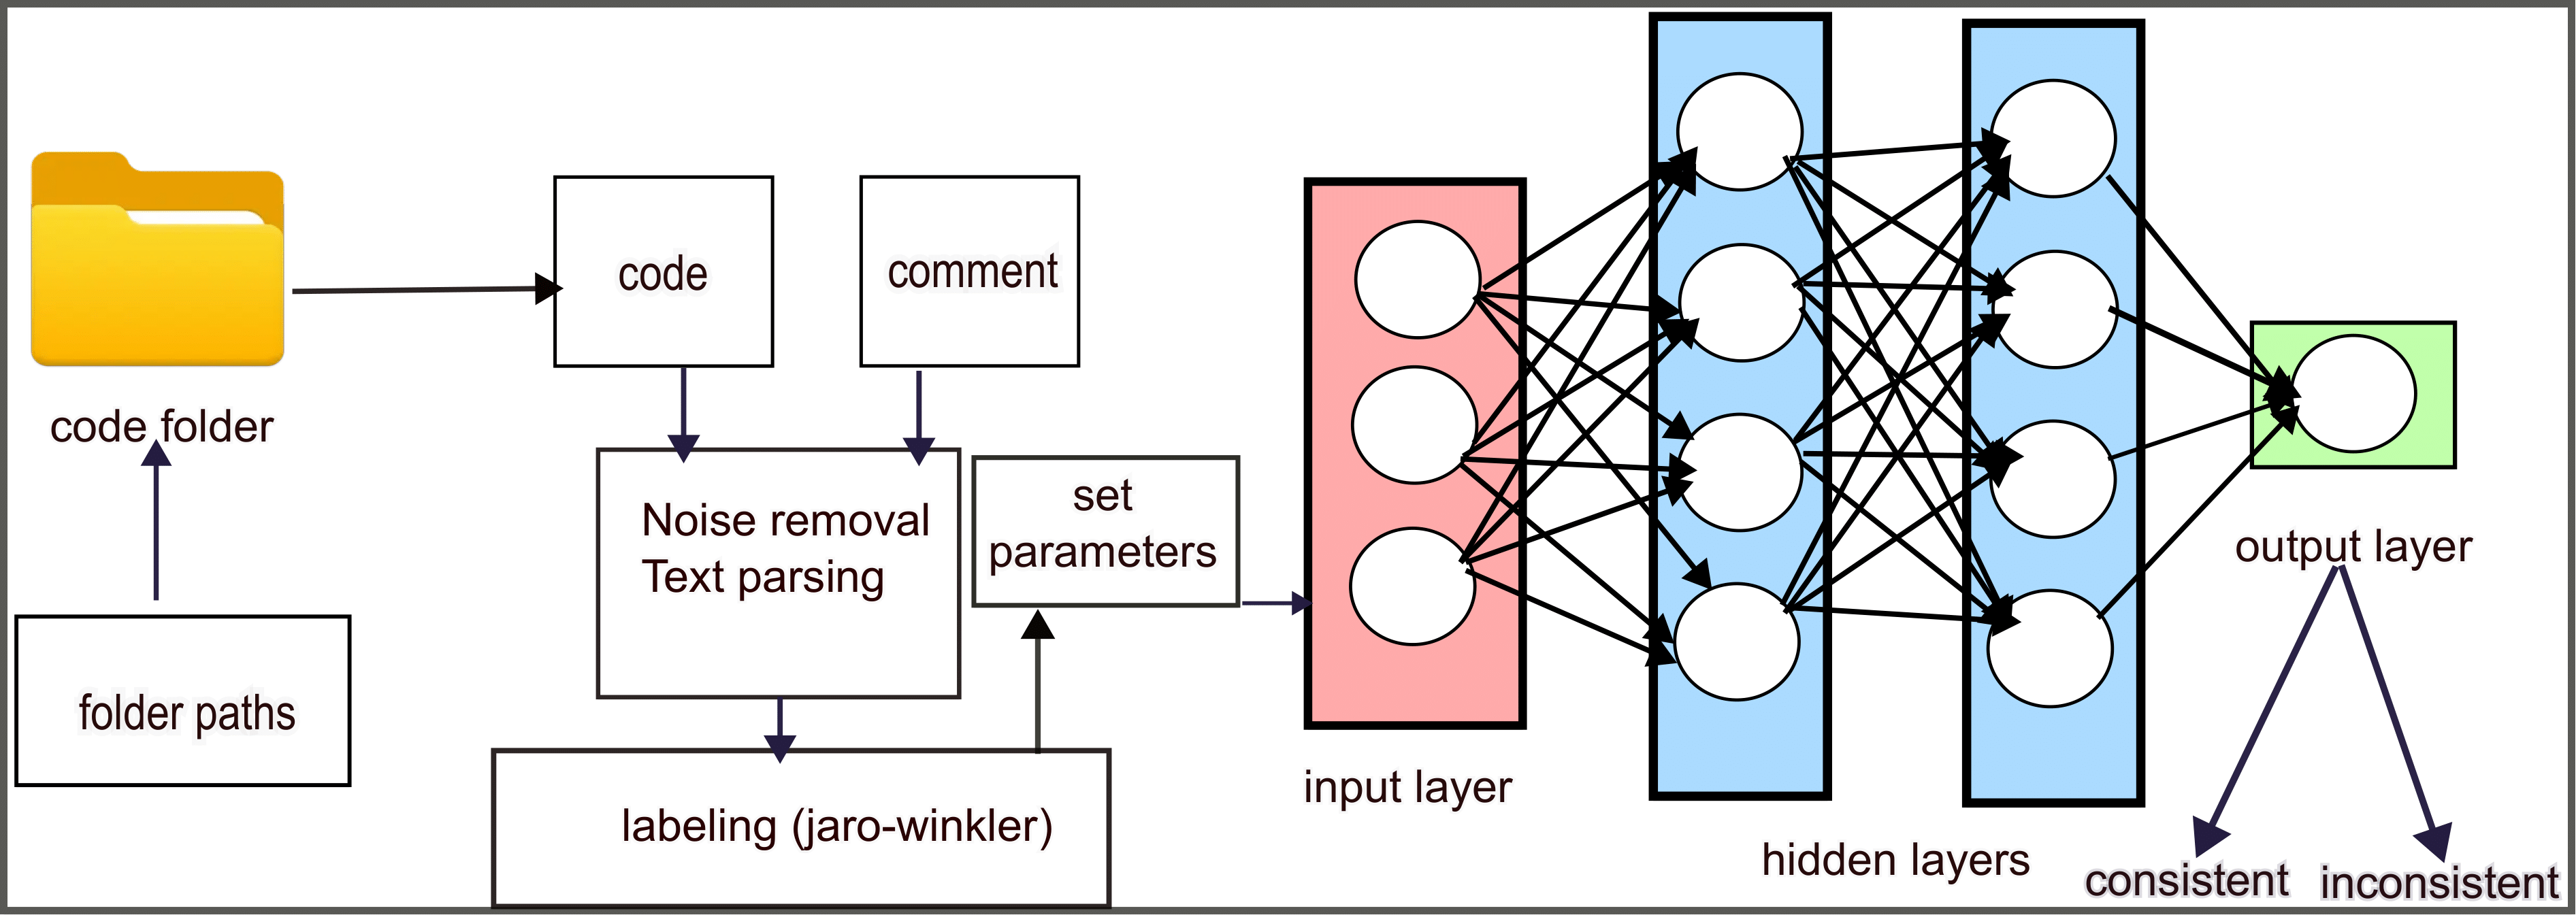 code
comment
code folder
Noise removal
Text parsing
set
parameters
folder paths
labeling (jaro-winkler)
input layer
hidden layers
output layer
consistent
inconsistent